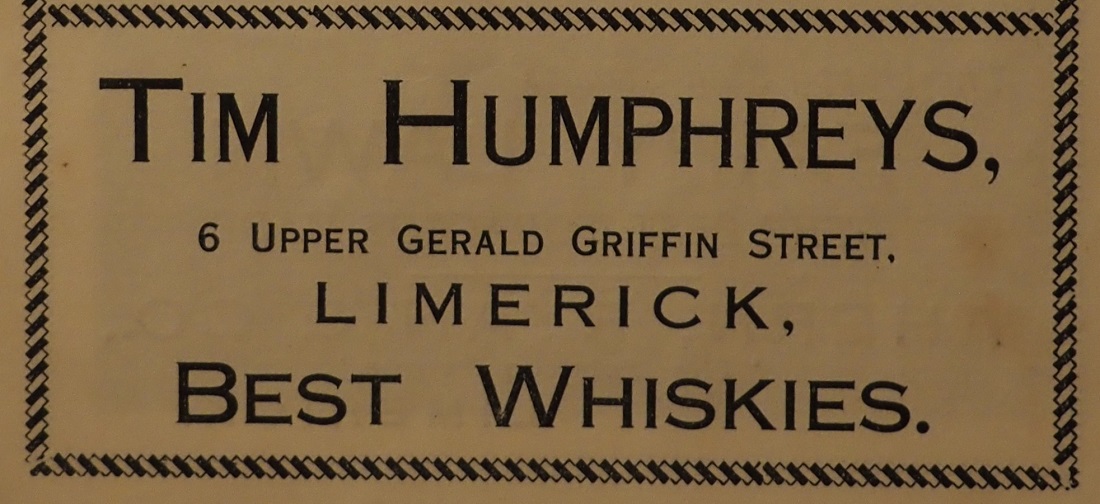 TIM HUMPHREYS,
6 UPPER GERALD GRIFFIN STREET,
LIMERICK,
BEST WHISKIES.